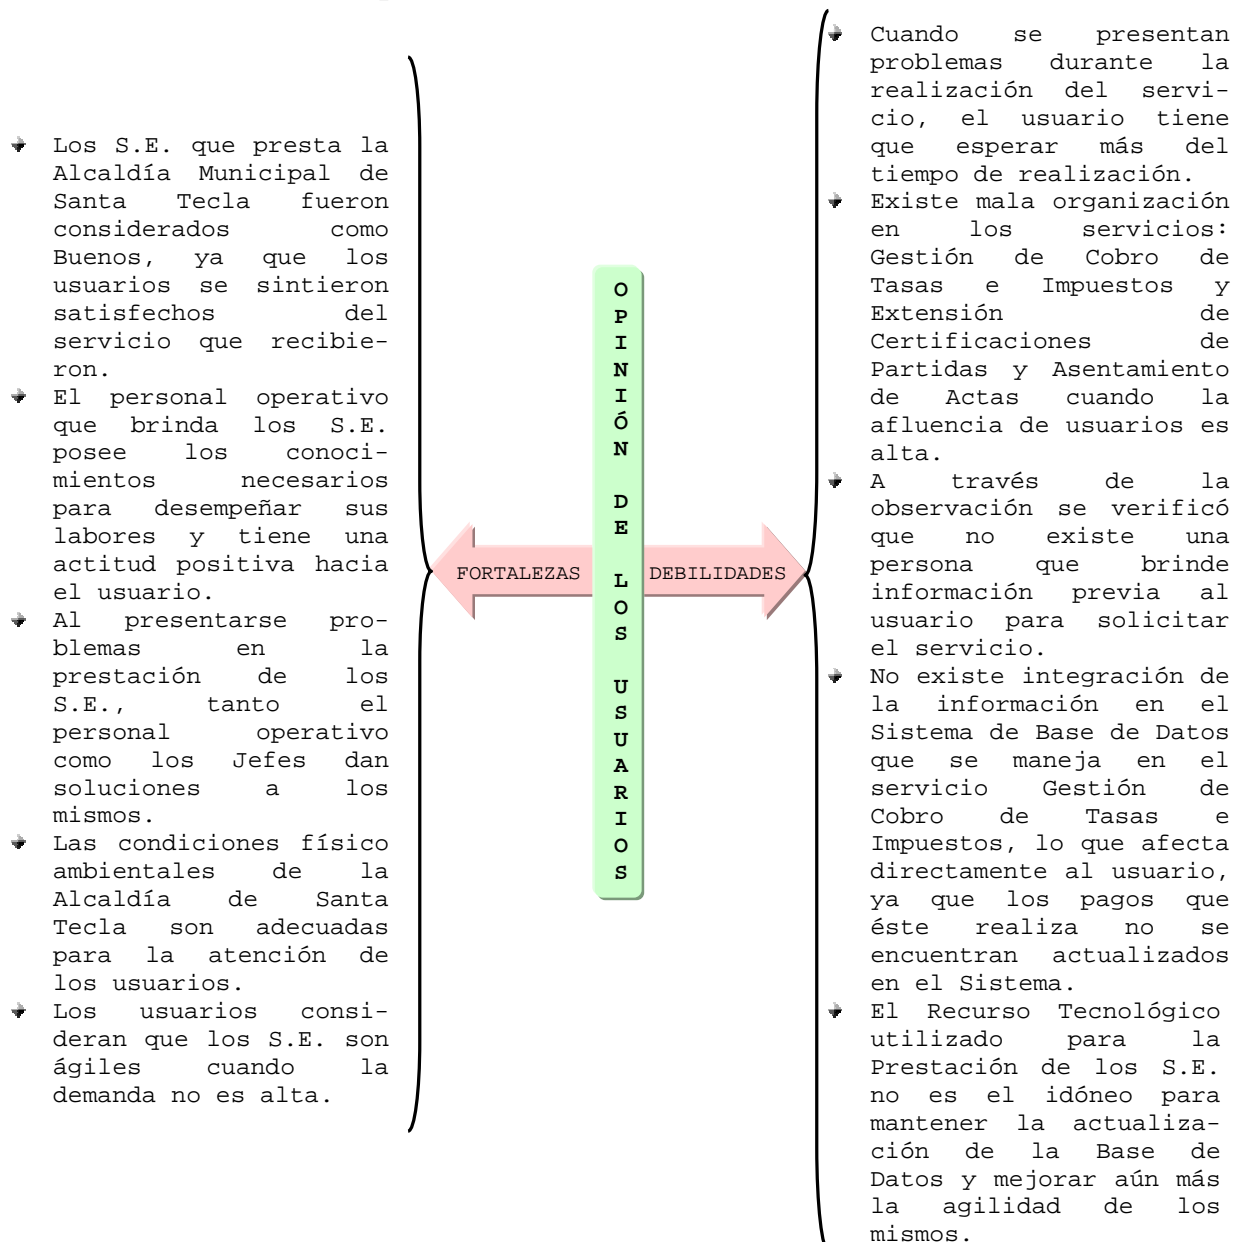 Los S.E. que presta la
Alcaldía Municipal de
Santa Tecla fueron
considerados como
Buenos, ya que los
usuarios se sintieron
satisfechos del
servicio que recibie-
ron.
El personal operativo
que brinda los S.E.
posee los conoci-
mientos necesarios
para desempeñar sus
labores y tiene una
actitud positiva hacia
el usuario.
Al presentarse pro-
blemas en la
prestación de los
S.E., tanto el
personal operativo
como los Jefes dan
soluciones a los
mismos.
Las condiciones físico
ambientales de la
Alcaldía de Santa
Tecla son adecuadas
para la atención de
los usuarios.
Los usuarios consi-
deran que los S.E. son
ágiles cuando la
demanda no es alta.
FORTALEZAS
OPINIÓN DE LOS USUARIOS
DEBILIDADES
Cuando se presentan
problemas durante la
realización del servi-
cio, el usuario tiene
que esperar más del
tiempo de realización.
Existe mala organización
en los servicios:
Gestión de Cobro de
Tasas e Impuestos y
Extensión de
Certificaciones de
Partidas y Asentamiento
de Actas cuando la
afluencia de usuarios es
alta.
A través de la
observación se verificó
que no existe una
persona que brinde
información previa al
usuario para solicitar
el servicio.
No existe integración de
la información en el
Sistema de Base de Datos
que se maneja en el
servicio Gestión de
Cobro de Tasas e
Impuestos, lo que afecta
directamente al usuario,
ya que los pagos que
éste realiza no se
encuentran actualizados
en el Sistema.
El Recurso Tecnológico
utilizado para la
Prestación de los S.E.
no es el idóneo para
mantener la actualiza-
ción de la Base de
Datos y mejorar aún más
la agilidad de los
mismos.